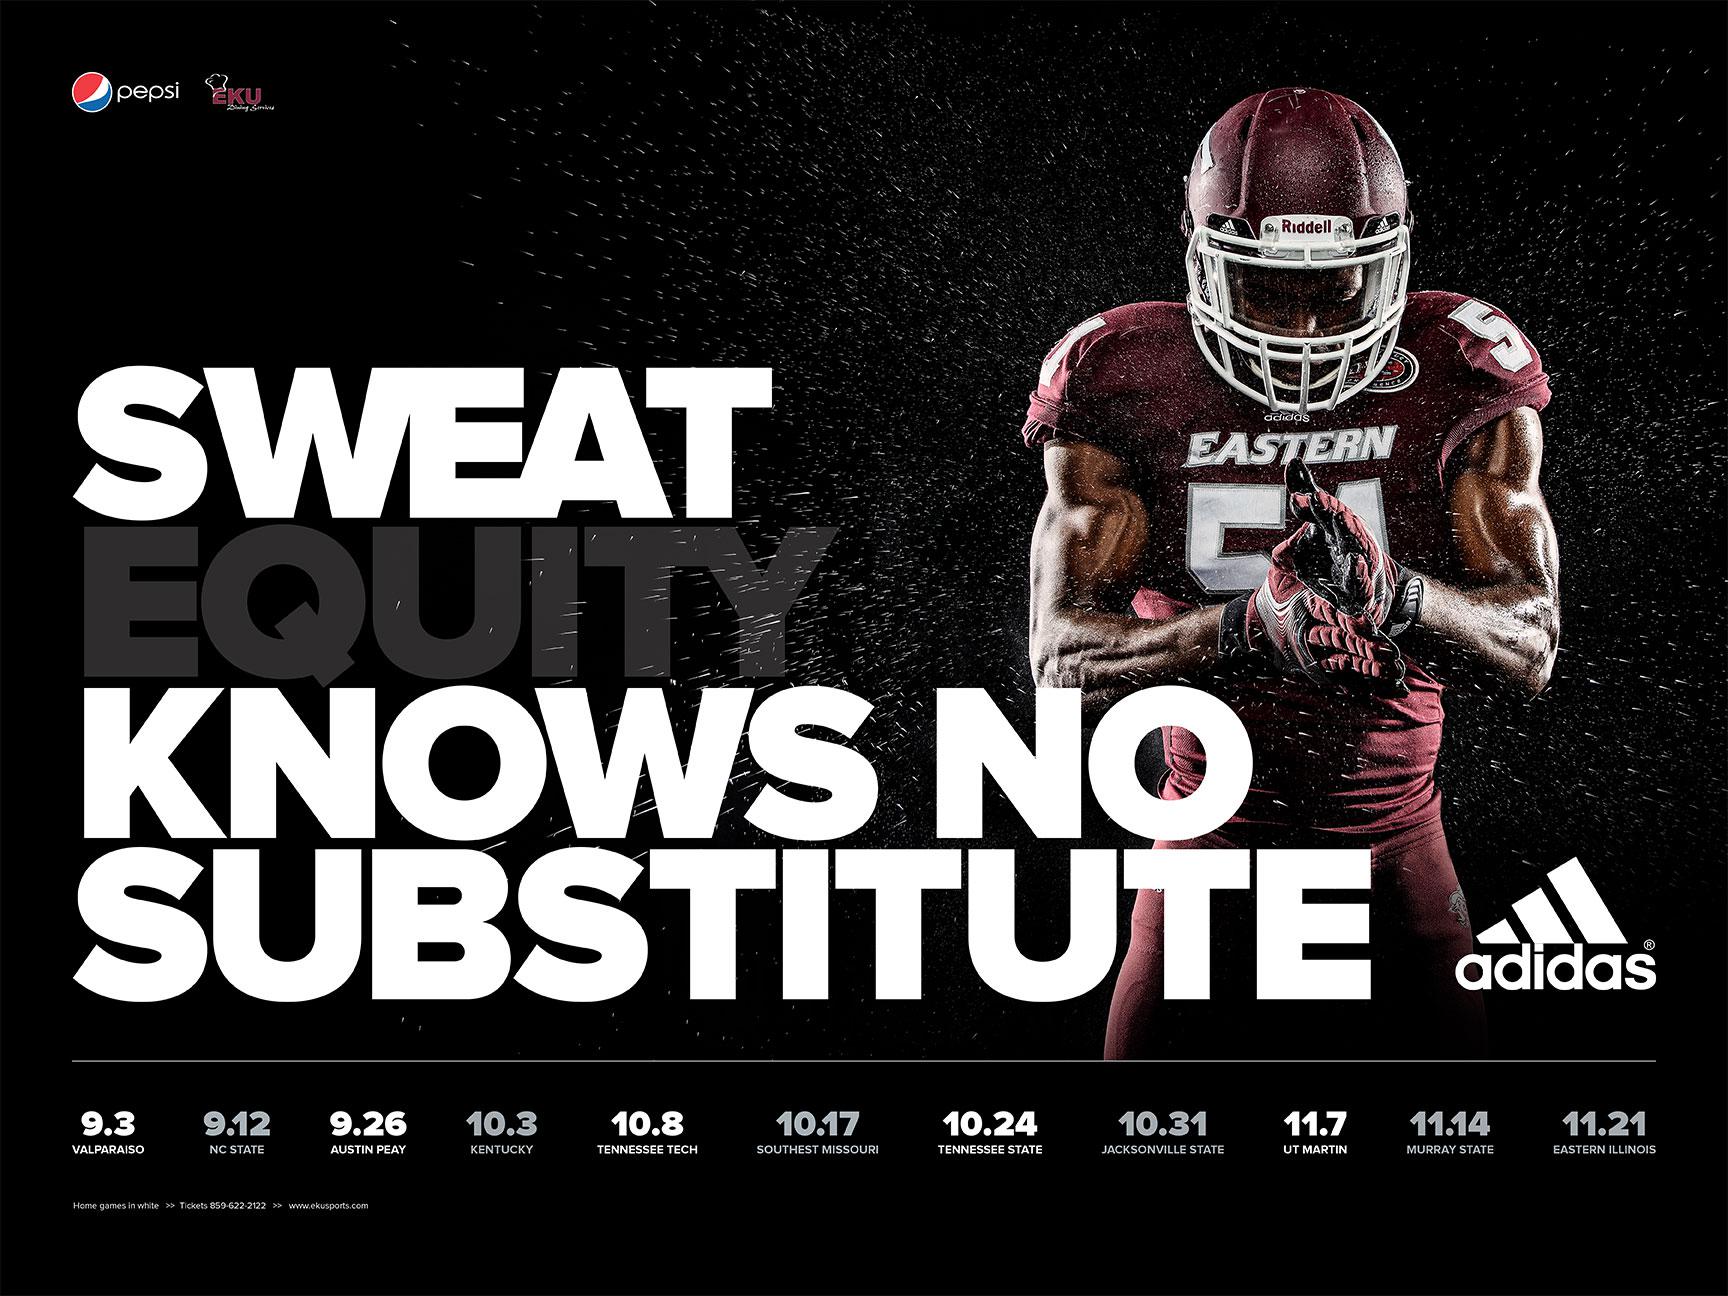 pepsi
EKU
Dining Services
Riddell
adidas
EASTERN
51
5
SWEAT
EQUITY
KNOWS NO
SUBSTITUTE
adidas®
9.3 9.12 9.26 10.3 10.8 10.17 10.24 10.31 11.7 11.14 11.21
VALPARAISO NC STATE AUSTIN PEAY KENTUCKY TENNESSEE TECH SOUTHEST MISSOURI TENNESSEE STATE JACKSONVILLE STATE UT MARTIN MURRAY STATE EASTERN ILLINOIS
Home games in white >> Tickets 859-622-2122 >> www.ekusports.com